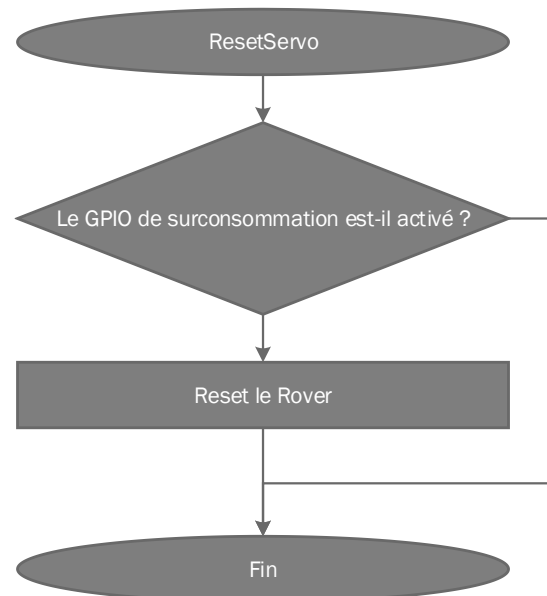 ResetServo
Le GPIO de surconsommation est-il activé ?
Reset le Rover
Fin